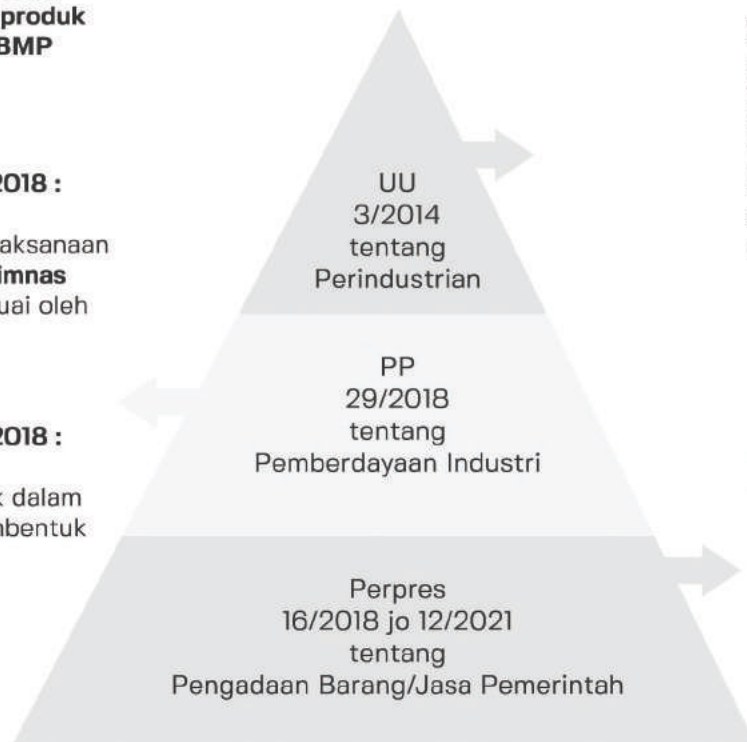 produk
BMP
2018 :
aksanaan
imnas
uai oleh
2018 :
k dalam
nbentuk
UU
3/2014
tentang
Perindustrian
PP
29/2018
tentang
Pemberdayaan Industri
Perpres
16/2018 jo 12/2021
tentang
Pengadaan Barang/Jasa Pemerintah